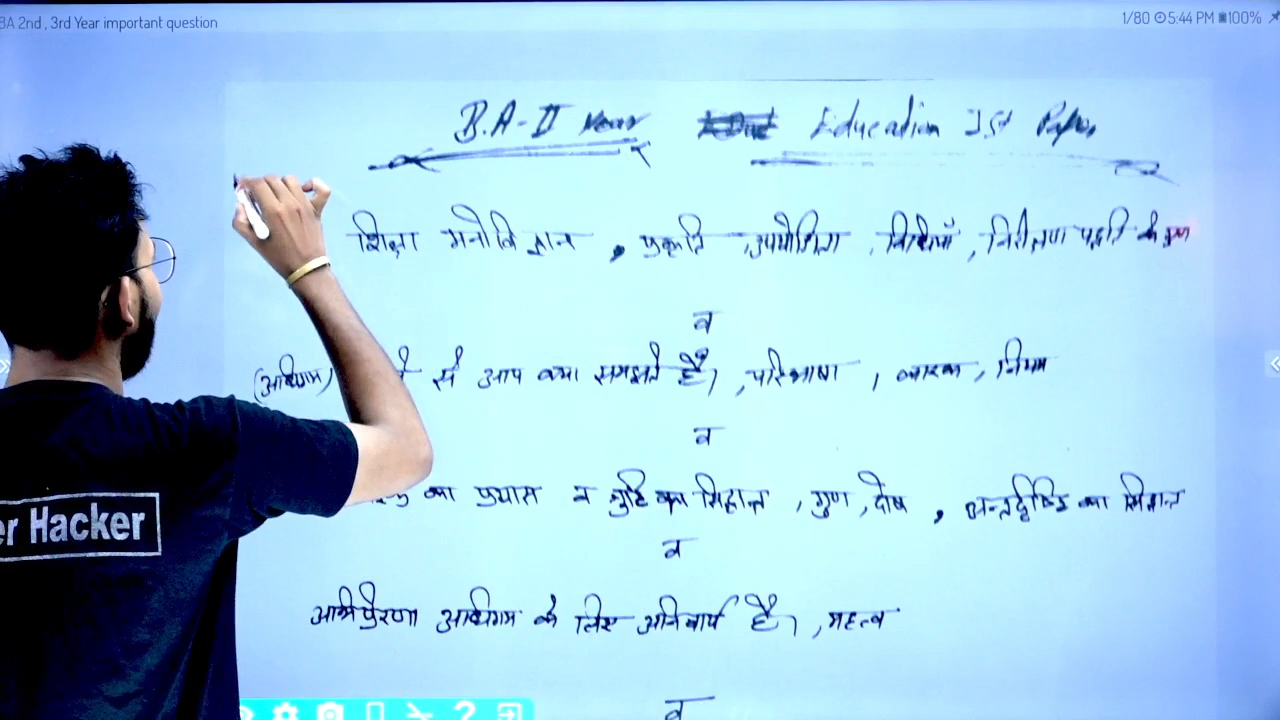 BA 2nd , 3rd Year important question
1/80 5:44 PM 100%
B.A-II Year Education Ist Paper
शिक्षा मनोविज्ञान , प्रकृति , उपयोगिता , विधियाँ , निरीक्षण पद्धति के गुण
व
(अधिगम) से आप क्या समझते है। , परिभाषा , कारक , नियम
व
का प्रयास व त्रुटि का सिद्धान्त , गुण , दोष , अन्तर्दृष्टि का सिद्धान्त
व
अभिप्रेरणा अधिगम के लिए अनिवार्य है। , महत्व
व
er Hacker